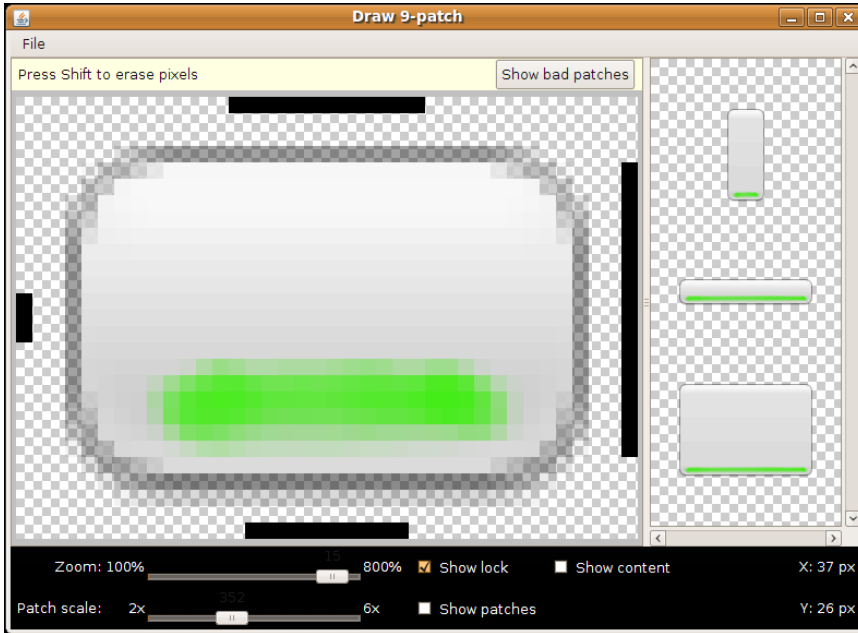 Draw 9-patch
File
Press Shift to erase pixels Show bad patches
15
Zoom: 100% 800% Show lock Show content X: 37 px
352
Patch scale: 2x 6x Show patches Y: 26 px